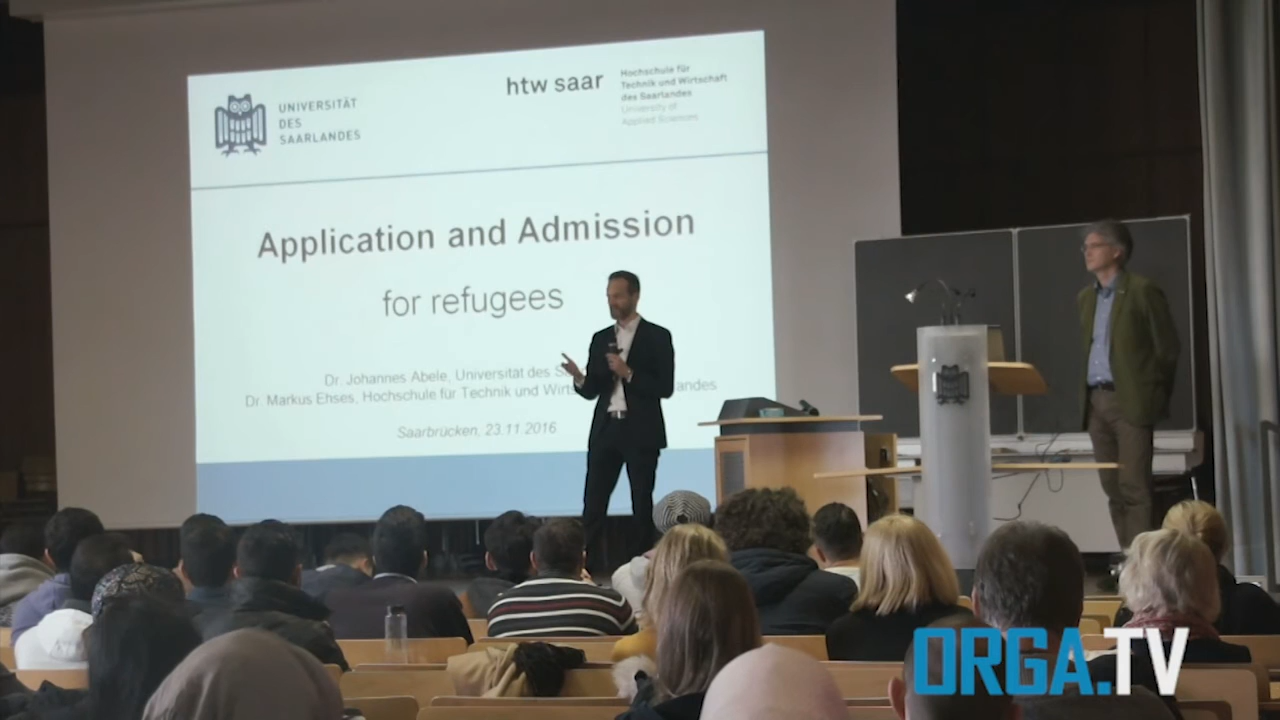 UNIVERSITÄT
DES
SAARLANDES
htw saar
Hochschule für
Technik und Wirtschaft
des Saarlandes
University of
Applied Sciences
Application and Admission
for refugees
Dr. Johannes Abele, Universität des
Dr. Markus Ehses, Hochschule für Technik und
Saarbrücken, 23.11.2016
ORGA.TV